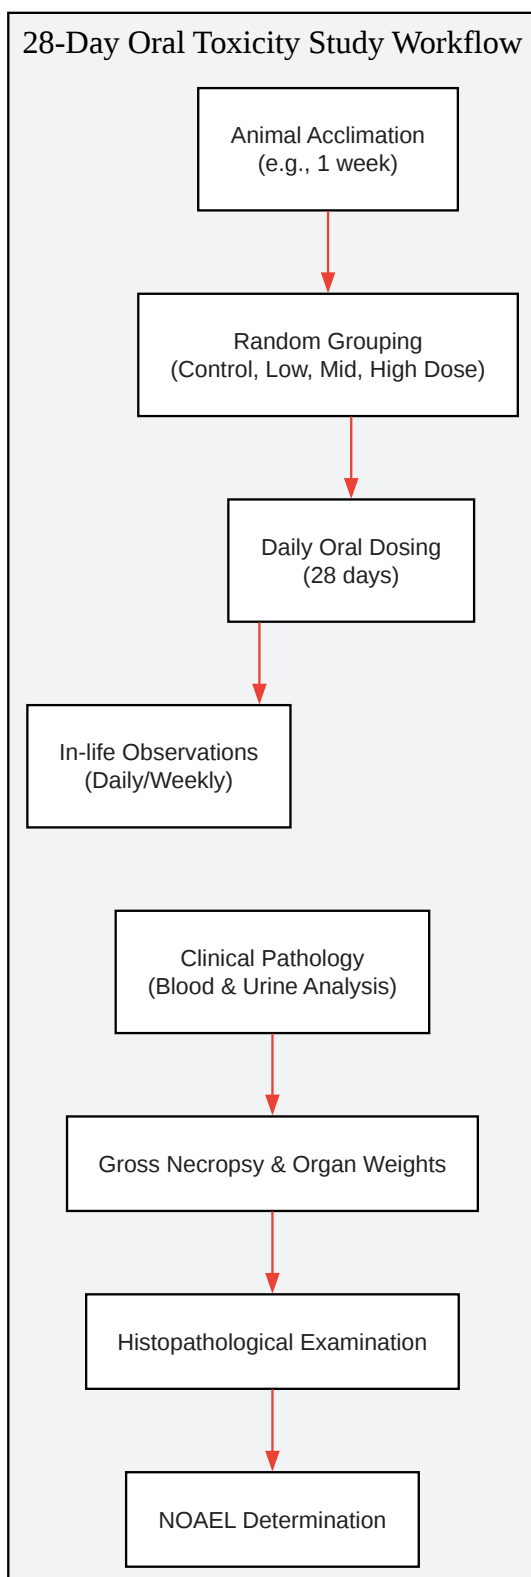 28-Day Oral Toxicity Study Workflow
Animal Acclimation
(e.g., 1 week)
Random Grouping
(Control, Low, Mid, High Dose)
Daily Oral Dosing
(28 days)
In-life Observations
(Daily/Weekly)
Clinical Pathology
(Blood & Urine Analysis)
Gross Necropsy & Organ Weights
Histopathological Examination
NOAEL Determination